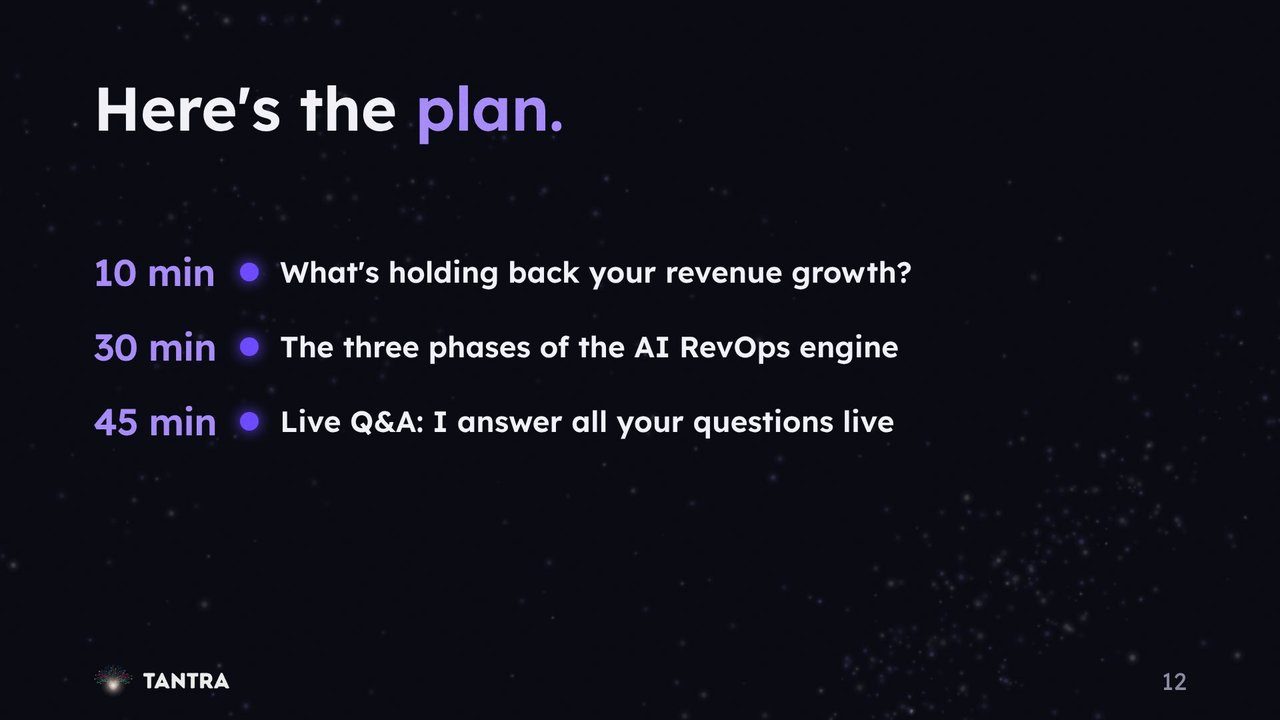 Here's the plan.
10 min What's holding back your revenue growth?
30 min The three phases of the AI RevOps engine
45 min Live Q&A: I answer all your questions live
TANTRA
12